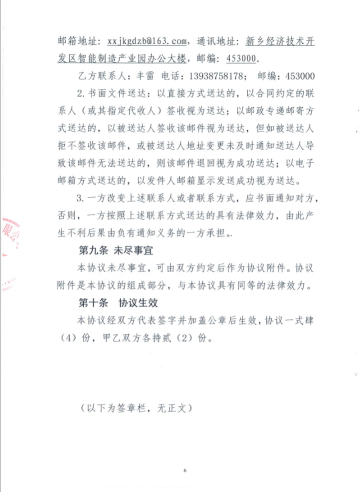 邮箱地址: xxjkgdzb@163.com, 通讯地址: 新乡经济技术开
发区智能制造产业园办公大楼, 邮编: 453000.
乙方联系人: 丰雷 电话: 13938758178; 邮编: 453000
2.书面文件送达: 以直接方式送达的, 以合同约定的联
系人（或其指定代收人）签收视为送达; 以邮政专递邮寄方
式送达的, 以被送达人签收该邮件视为送达, 但如被送达人
拒不签收该邮件, 或被送达人地址变更未及时通知送达人导
致该邮件无法送达的, 则该邮件退回视为成功送达; 以电子
邮箱方式送达的, 以发件人邮箱显示发送成功视为送达。
3.一方改变上述联系人或者联系方式, 应书面通知对方,
否则, 一方按照上述联系方式送达的具有法律效力, 由此产
生不利后果由负有通知义务的一方承担。
第九条 未尽事宜
本协议未尽事宜, 可由双方约定后作为协议附件。协议
附件是本协议的组成部分, 与本协议具有同等的法律效力。
第十条 协议生效
本协议经双方代表签字并加盖公章后生效, 协议一式肆
（4）份, 甲乙双方各持贰（2）份。
（以下为签章栏, 无正文）
6